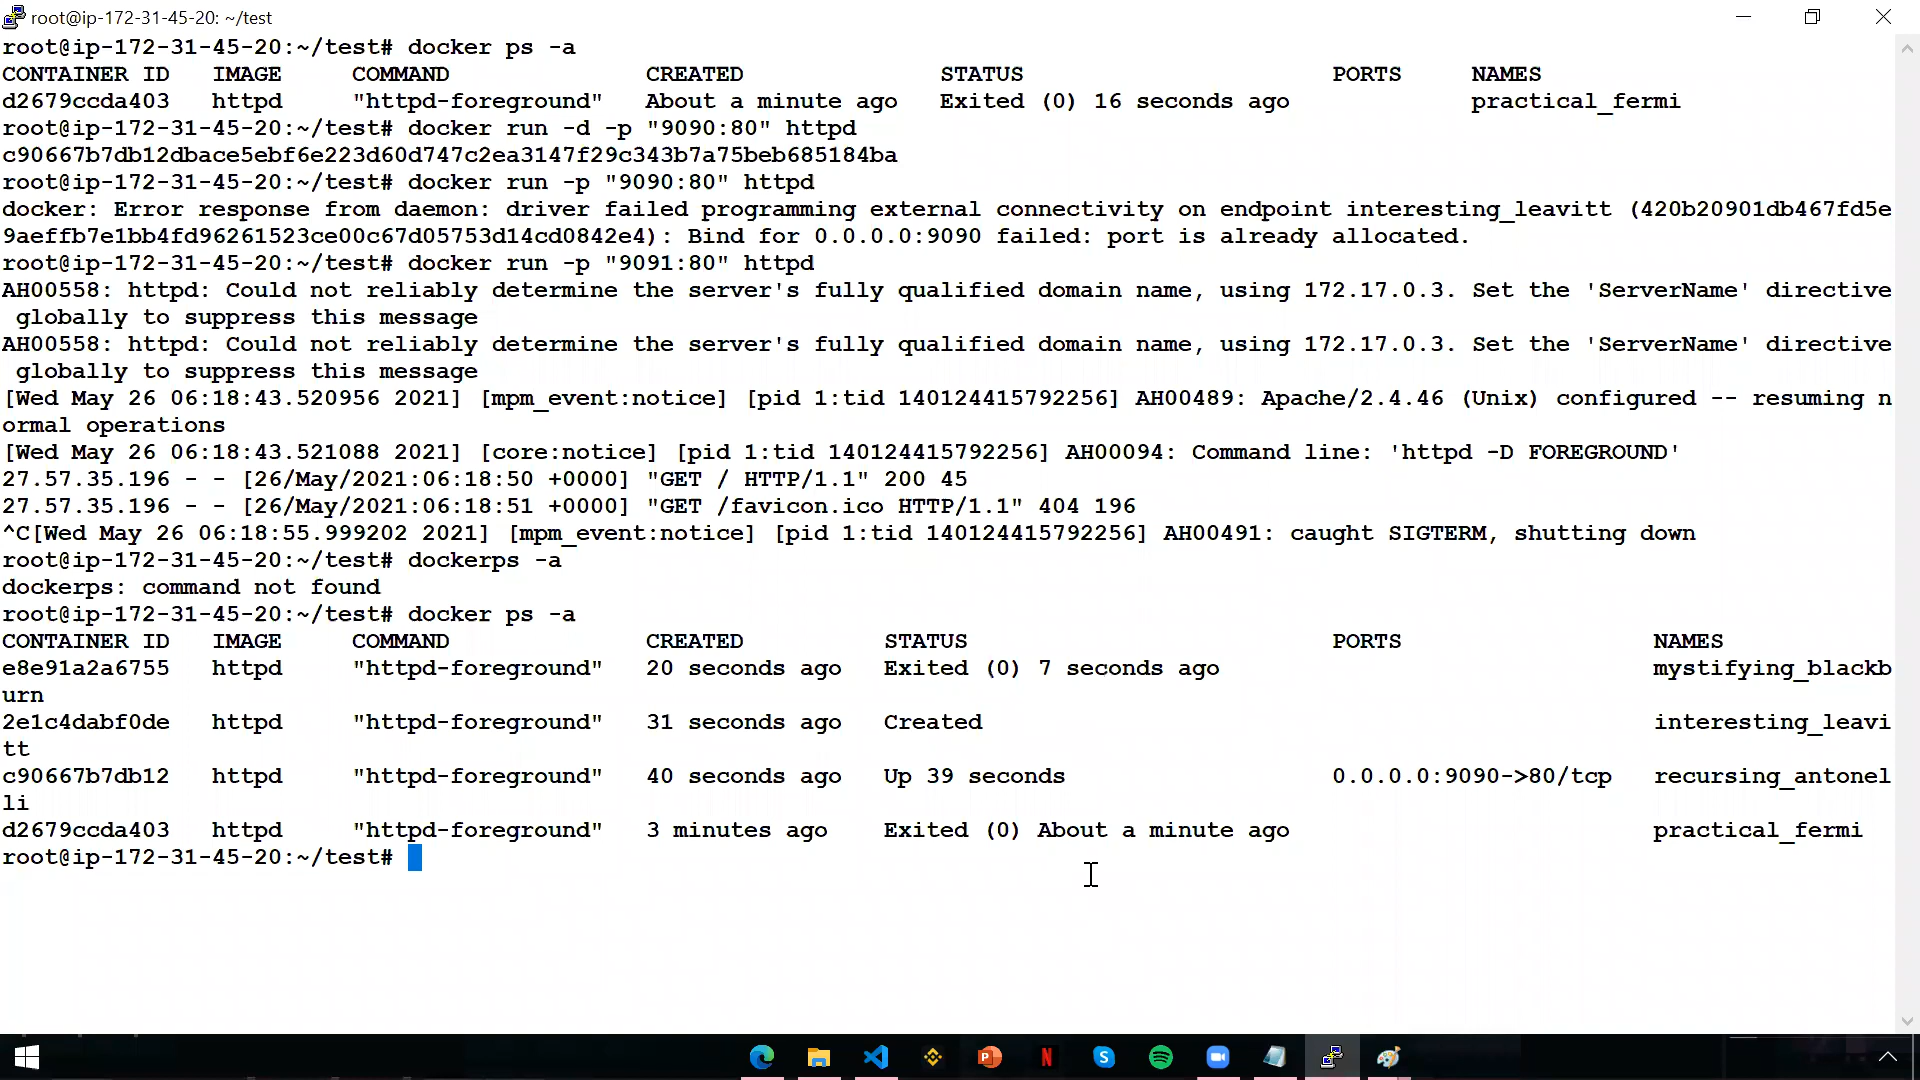 root@ip-172-31-45-20: ~/test
root@ip-172-31-45-20:~/test# docker ps -a
CONTAINER ID   IMAGE     COMMAND              CREATED              STATUS                      PORTS     NAMES
d2679ccda403   httpd     "httpd-foreground"   About a minute ago   Exited (0) 16 seconds ago             practical_fermi
root@ip-172-31-45-20:~/test# docker run -d -p "9090:80" httpd
c90667b7db12dbace5ebf6e223d60d747c2ea3147f29c343b7a75beb685184ba
root@ip-172-31-45-20:~/test# docker run -p "9090:80" httpd
docker: Error response from daemon: driver failed programming external connectivity on endpoint interesting_leavitt (420b20901db467fd5e
9aeffb7e1bb4fd96261523ce00c67d05753d14cd0842e4): Bind for 0.0.0.0:9090 failed: port is already allocated.
root@ip-172-31-45-20:~/test# docker run -p "9091:80" httpd
AH00558: httpd: Could not reliably determine the server's fully qualified domain name, using 172.17.0.3. Set the 'ServerName' directive
 globally to suppress this message
AH00558: httpd: Could not reliably determine the server's fully qualified domain name, using 172.17.0.3. Set the 'ServerName' directive
 globally to suppress this message
[Wed May 26 06:18:43.520956 2021] [mpm_event:notice] [pid 1:tid 140124415792256] AH00489: Apache/2.4.46 (Unix) configured -- resuming n
ormal operations
[Wed May 26 06:18:43.521088 2021] [core:notice] [pid 1:tid 140124415792256] AH00094: Command line: 'httpd -D FOREGROUND'
27.57.35.196 - - [26/May/2021:06:18:50 +0000] "GET / HTTP/1.1" 200 45
27.57.35.196 - - [26/May/2021:06:18:51 +0000] "GET /favicon.ico HTTP/1.1" 404 196
^C[Wed May 26 06:18:55.999202 2021] [mpm_event:notice] [pid 1:tid 140124415792256] AH00491: caught SIGTERM, shutting down
root@ip-172-31-45-20:~/test# dockerps -a
dockerps: command not found
root@ip-172-31-45-20:~/test# docker ps -a
CONTAINER ID   IMAGE     COMMAND              CREATED          STATUS                          PORTS                  NAMES
e8e91a2a6755   httpd     "httpd-foreground"   20 seconds ago   Exited (0) 7 seconds ago                               mystifying_blackb
urn
2e1c4dabf0de   httpd     "httpd-foreground"   31 seconds ago   Created                                                interesting_leavi
tt
c90667b7db12   httpd     "httpd-foreground"   40 seconds ago   Up 39 seconds                   0.0.0.0:9090->80/tcp   recursing_antonel
li
d2679ccda403   httpd     "httpd-foreground"   3 minutes ago    Exited (0) About a minute ago                          practical_fermi
root@ip-172-31-45-20:~/test#